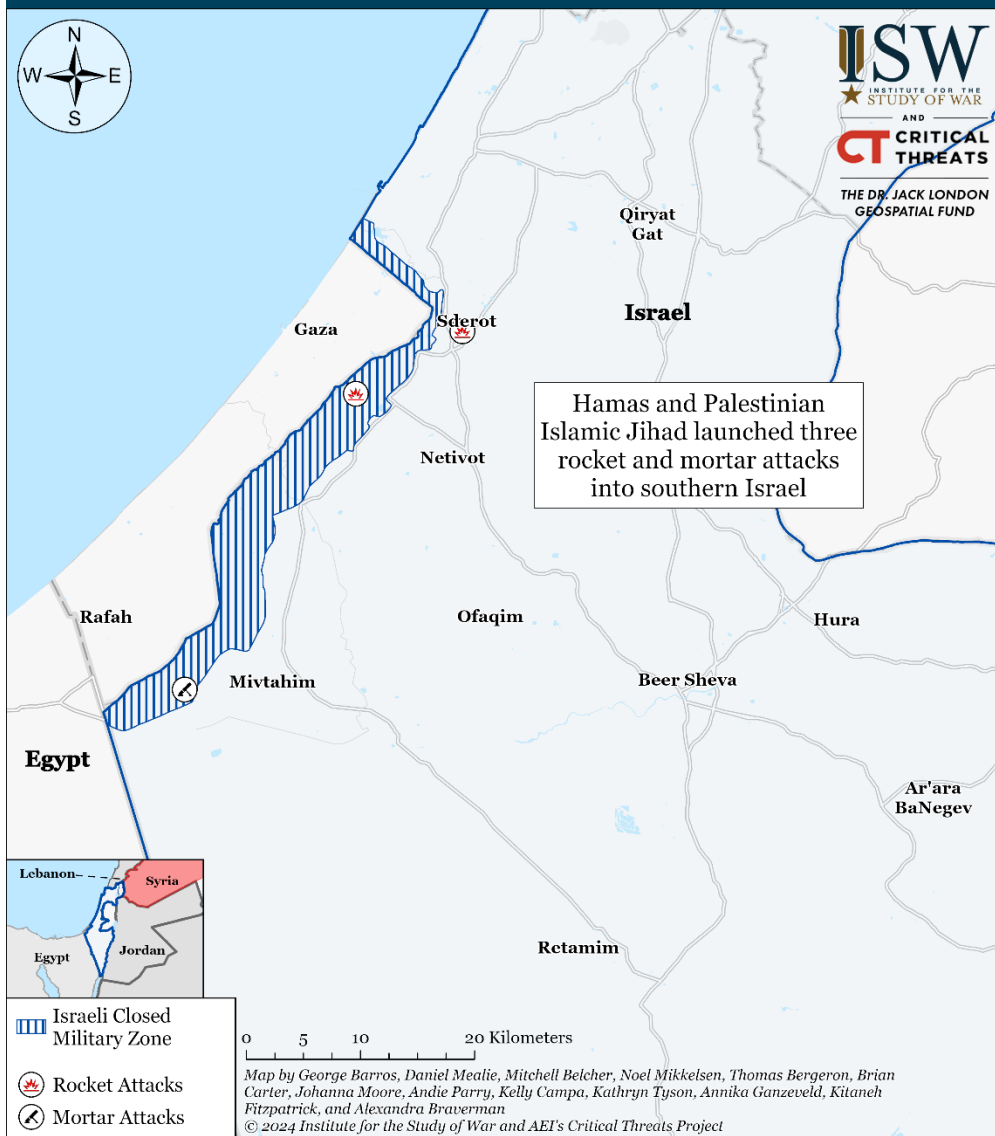 N
W
E
S
ISW
INSTITUTE FOR THE
STUDY OF WAR
AND
CT CRITICAL
THREATS
THE DR. JACK LONDON
GEOSPATIAL FUND
Qiryat
Gat
Israel
Sderot
Gaza
Hamas and Palestinian
Islamic Jihad launched three
rocket and mortar attacks
into southern Israel
Netivot
Rafah
Ofaqim
Hura
Mivtahim
Beer Sheva
Egypt
Ar'ara
BaNegev
Lebanon
Syria
Jordan
Egypt
Retamim
Israeli Closed
Military Zone
Rocket Attacks
Mortar Attacks
0 5 10 20 Kilometers
Map by George Barros, Daniel Mealie, Mitchell Belcher, Noel Mikkelsen, Thomas Bergeron, Brian
Carter, Johanna Moore, Andie Parry, Kelly Campa, Kathryn Tyson, Annika Ganzeveld, Kitaneh
Fitzpatrick, and Alexandra Braverman
© 2024 Institute for the Study of War and AEI's Critical Threats Project